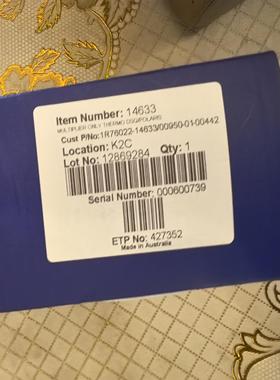 Item Number: 14633
MULTIPLIER ONLY THERMO DSQ/POLARIS
Cust P/No: 1R76022-14633/00950-01-00442
Location: K2C
Lot No: 12869284 Qty: 1
Serial Number: 000600739
ETP No: 427352
Made in Australia